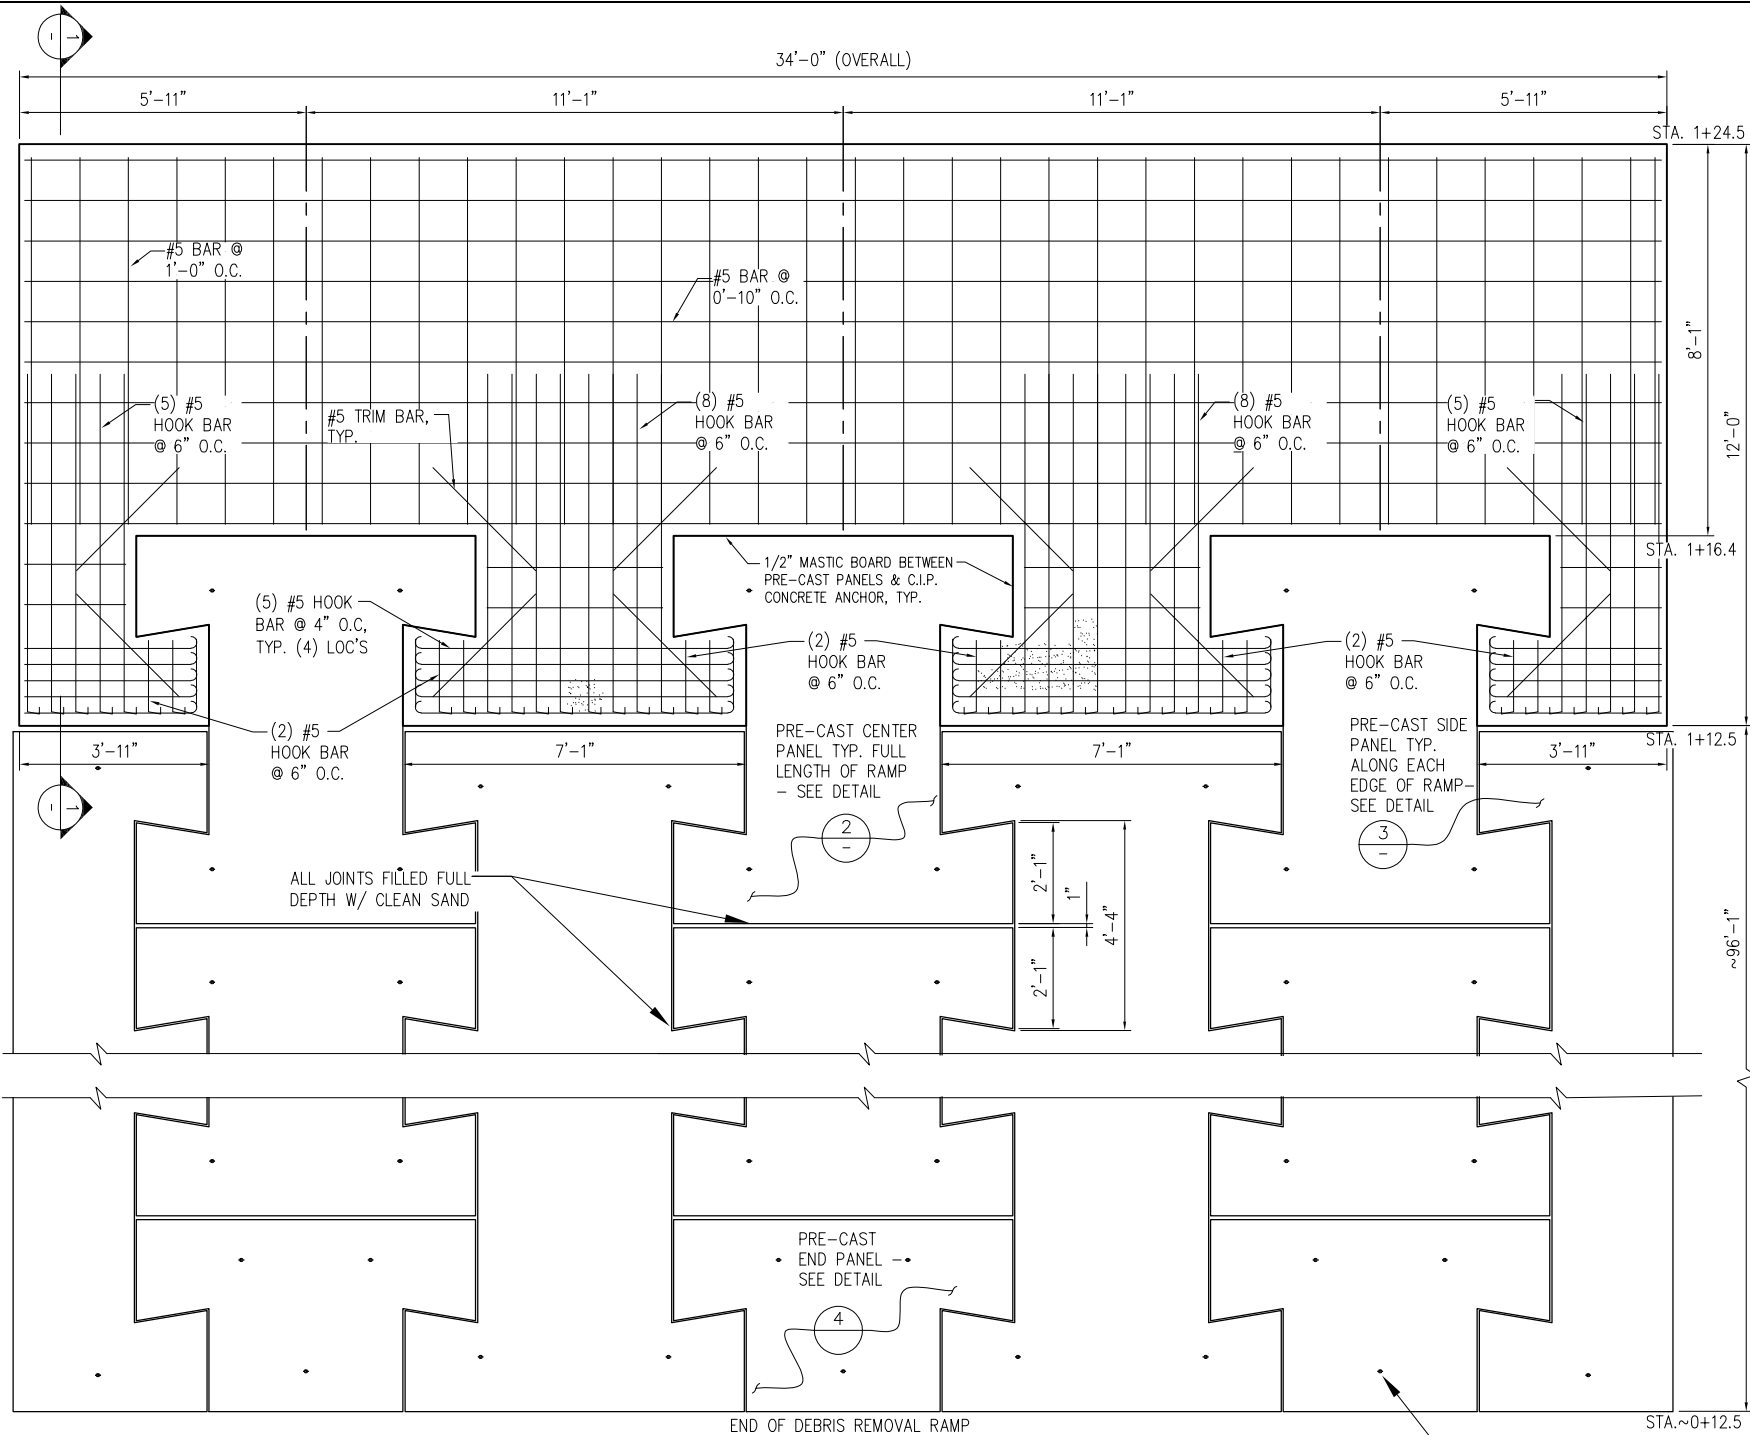 1
-
34'-0" (OVERALL)
5'-11"
11'-1"
11'-1"
5'-11"
STA. 1+24.5
#5 BAR @
1'-0" O.C.
#5 BAR @
0'-10" O.C.
8'-1"
12'-0"
(5) #5
HOOK BAR
@ 6" O.C.
#5 TRIM BAR,
TYP.
(8) #5
HOOK BAR
@ 6" O.C.
(8) #5
HOOK BAR
@ 6" O.C.
(5) #5
HOOK BAR
@ 6" O.C.
STA. 1+16.4
1/2" MASTIC BOARD BETWEEN
PRE-CAST PANELS & C.I.P.
CONCRETE ANCHOR, TYP.
(5) #5 HOOK
BAR @ 4" O.C,
TYP. (4) LOC'S
(2) #5
HOOK BAR
@ 6" O.C.
(2) #5
HOOK BAR
@ 6" O.C.
(2) #5
HOOK BAR
@ 6" O.C.
STA. 1+12.5
3'-11"
7'-1"
7'-1"
3'-11"
PRE-CAST CENTER
PANEL TYP. FULL
LENGTH OF RAMP
- SEE DETAIL
PRE-CAST SIDE
PANEL TYP.
ALONG EACH
EDGE OF RAMP-
SEE DETAIL
1
-
2
-
3
-
ALL JOINTS FILLED FULL
DEPTH W/ CLEAN SAND
2'-1"
1"
4'-4"
2'-1"
~96'-1"
PRE-CAST
END PANEL -
SEE DETAIL
4
END OF DEBRIS REMOVAL RAMP
STA.~0+12.5